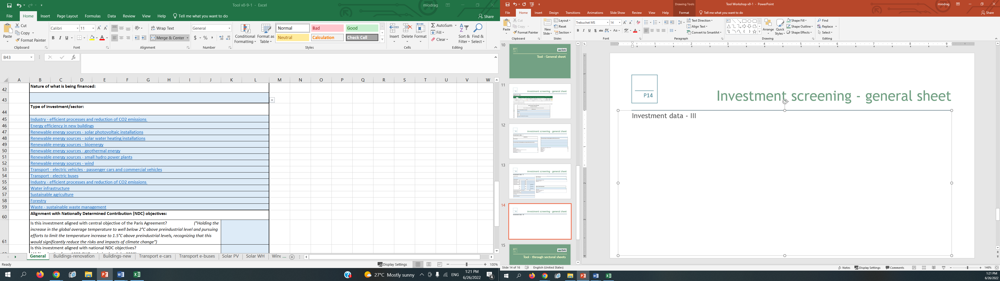 Tool v0-9-1 - Excel
miodrag
File Home Insert Page Layout Formulas Data Review View Help Tell me what you want to do Share
Paste
Cut
Copy
Format Painter
Clipboard
Calibri 11
B I U
Font
Wrap Text
Merge & Center
Alignment
General
$ % ,
Number
Conditional Formatting
Format as Table
Normal Bad Good
Neutral Calculation Check Cell
Styles
Insert Delete Format
Cells
AutoSum
Fill
Clear
Sort & Filter
Find & Select
Editing
B43
fx
A B C D E F G H I J K L M N O P Q R S T U V W
42 Nature of what is being financed:
43
44 Type of investment/sector:
45 Industry - efficient processes and reduction of CO2 emissions
46 Energy efficiency in new buildings
47 Renewable energy sources - solar photovoltaic installations
48 Renewable energy sources - solar water heating installations
49 Renewable energy sources - bioenergy
50 Renewable energy sources - geothermal energy
51 Renewable energy sources - small hydro power plants
52 Renewable energy sources - wind
53 Transport - electric vehicles - passenger cars and commercial vehicles
54 Transport - electric buses
55 Industry - efficient processes and reduction of CO2 emissions
56 Water infrastructure
57 Sustainable agriculture
58 Forestry
59 Waste - sustainable waste management
60 Alignment with Nationally Determined Contribution (NDC) objectives:
Is this investment aligned with central objective of the Paris Agreement? ("Holding the
increase in the global average temperature to well below 2°C above preindustrial level and pursuing
efforts to limit the temperature increase to 1.5°C above preindustrial levels, recognizing that this
61 would significantly reduce the risks and impacts of climate change")
Is this investment aligned with national NDC objectives?
General Buildings-renovation Buildings-new Transport e-cars Transport e-buses Solar PV Solar WH Winc ...
Ready
Display Settings
100%
27°C Mostly sunny
ENG
1:21 PM
6/26/2022
4
Drawing Tools
Tool Workshop v0-1 - PowerPoint
miodrag
File Home Insert Design Transitions Animations Slide Show Review View Help Format Tell me what you want to do Share
Paste
Cut
Copy
Format Painter
Clipboard
New Slide
Layout
Reset
Section
Slides
Trebuchet MS 14
B I U S abc AV Aa A
Font
Text Direction
Align Text
Convert to SmartArt
Paragraph
Arrange
Quick Styles
Shape Fill
Shape Outline
Shape Effects
Drawing
Find
Replace
Select
Editing
10
DAI
Tool - General sheet
11
Investment screening - general sheet
12
Investment screening - general sheet
13
Investment screening - general sheet
14
Investment screening - general sheet
15
DAI
Tool - through sectoral sheets
P14
Investment screening - general sheet
Investment data - III
Slide 14 of 16
English (United States)
Notes
Display Settings
Comments
146%
1:21 PM
6/26/2022